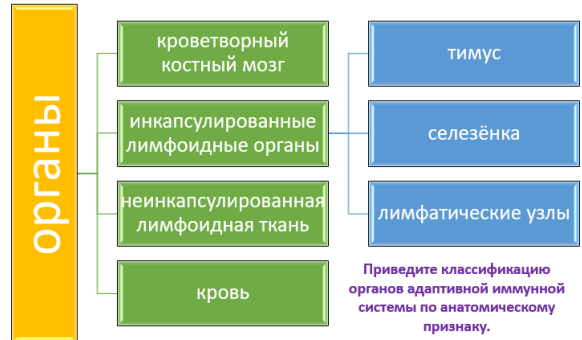 органы
кроветворный
костный мозг
инкапсулированные
лимфоидные органы
неинкапсулированная
лимфоидная ткань
кровь
тимус
селезёнка
лимфатические узлы
Приведите классификацию
органов адаптивной иммунной
системы по анатомическому
признаку.